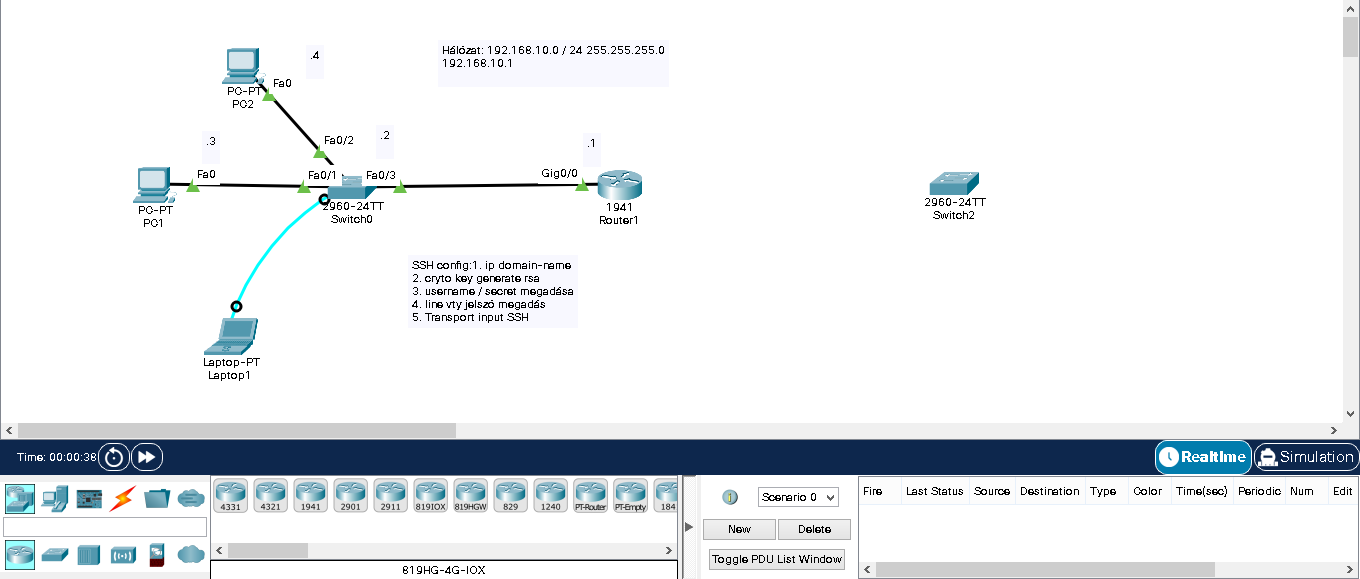 .4
Hálózat: 192.168.10.0 / 24 255.255.255.0
192.168.10.1
Fa0
PC-PT
PC2
.3
Fa0/2
.2
.1
Fa0
Fa0/1
Fa0/3
Gig0/0
PC-PT
PC1
2960-24TT
Switch0
1941
Router1
2960-24TT
Switch2
SSH config:1. ip domain-name
2. cryto key generate rsa
3. username / secret megadása
4. line vty jelszó megadás
5. Transport input SSH
Laptop-PT
Laptop1
Time: 00:00:38
Realtime
Simulation
4331
4321
1941
2901
2911
819IOX
819HGW
829
1240
PT-Router
PT-Empty
184
819HG-4G-IOX
Scenario 0
New
Delete
Toggle PDU List Window
Fire Last Status Source Destination Type Color Time(sec) Periodic Num Edit